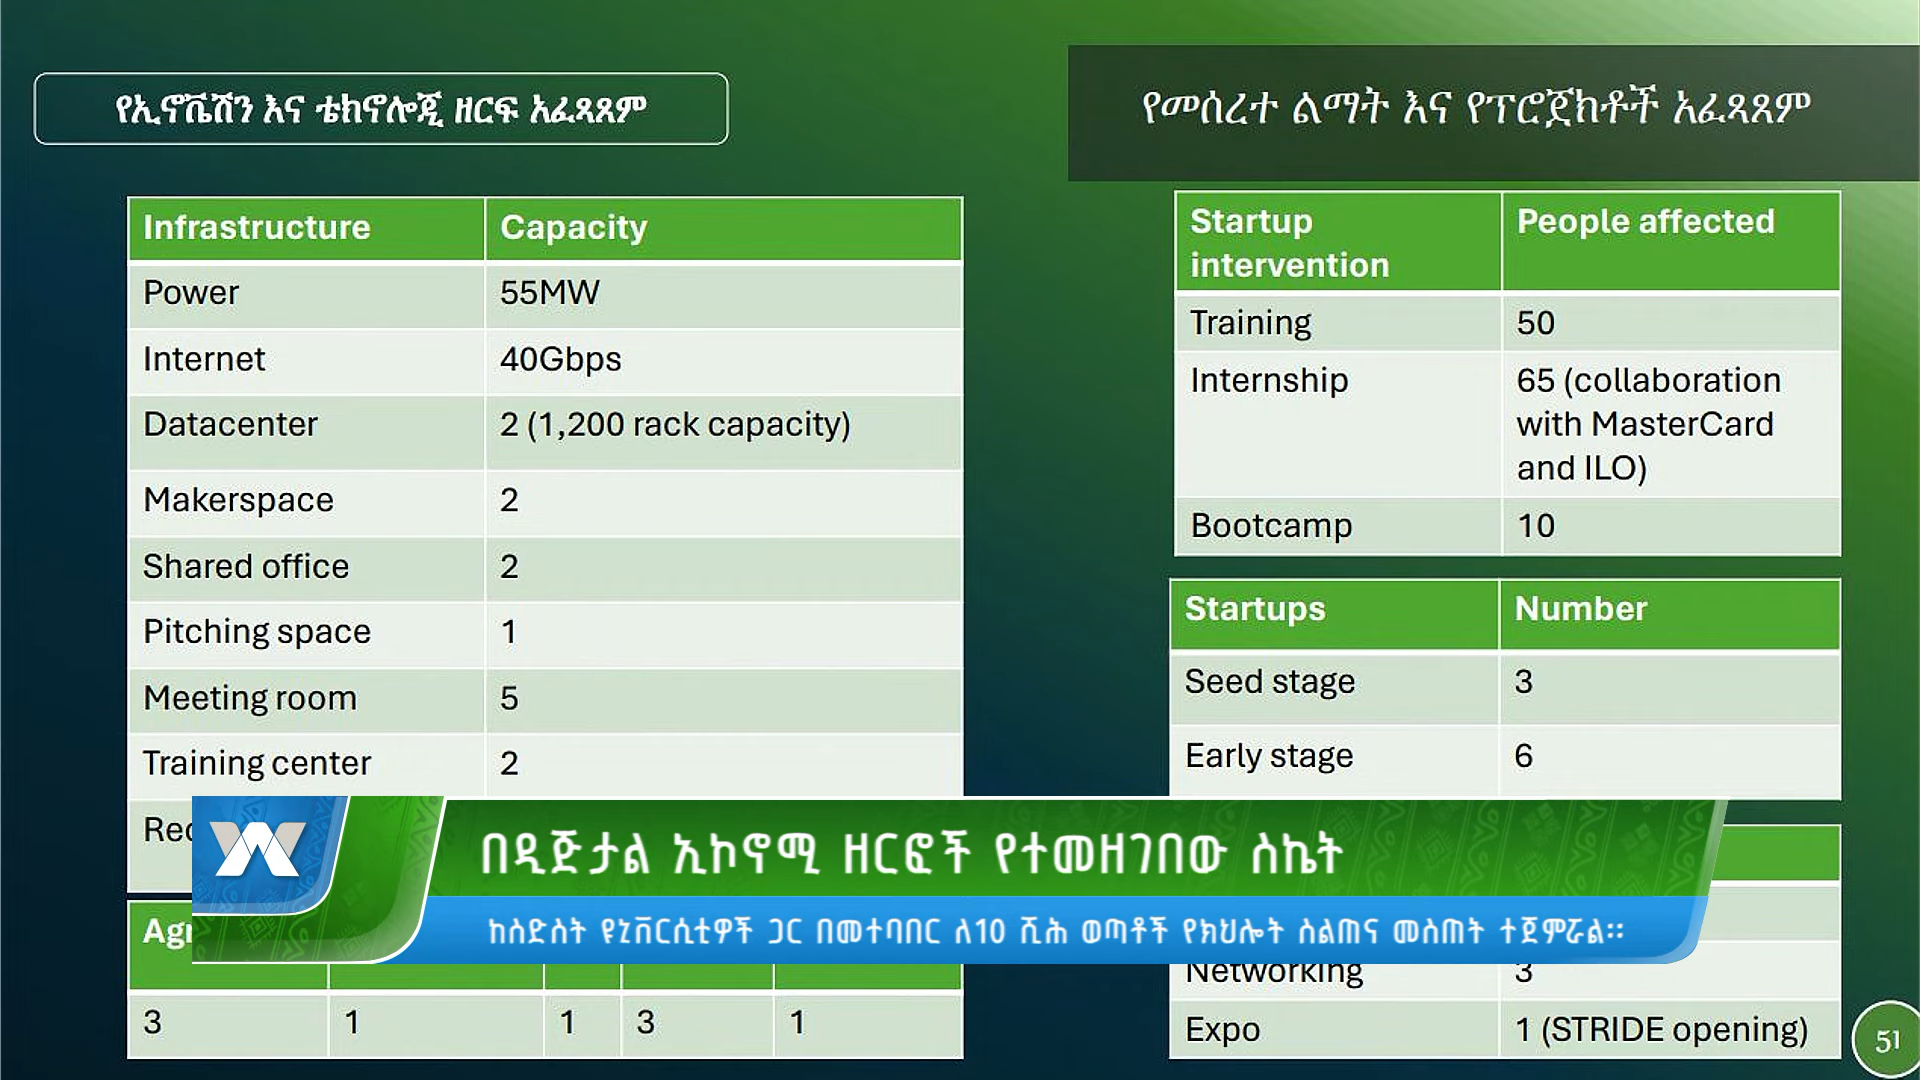 የኢኖቬሽን እና ቴክኖሎጂ ዘርፍ አፈጻጸም
የመሰረተ ልማት እና የፕሮጀክቶች አፈጻጸም
Infrastructure Capacity
Power 55MW
Internet 40Gbps
Datacenter 2 (1,200 rack capacity)
Makerspace 2
Shared office 2
Pitching space 1
Meeting room 5
Training center 2
3 1 1 3 1
Startup
intervention
People affected
Training 50
Internship 65 (collaboration
with MasterCard
and ILO)
Bootcamp 10
Startups Number
Seed stage 3
Early stage 6
Networking 3
Expo 1 (STRIDE opening)
በዲጅታል ኢኮኖሚ ዘርፎች የተመዘገበው ስኬት
ከስድስት ዩኒቨርሲቲዎች ጋር በመተባበር ለ10 ሺሕ ወጣቶች የክህሎት ስልጠና መስጠት ተጀምሯል።
51